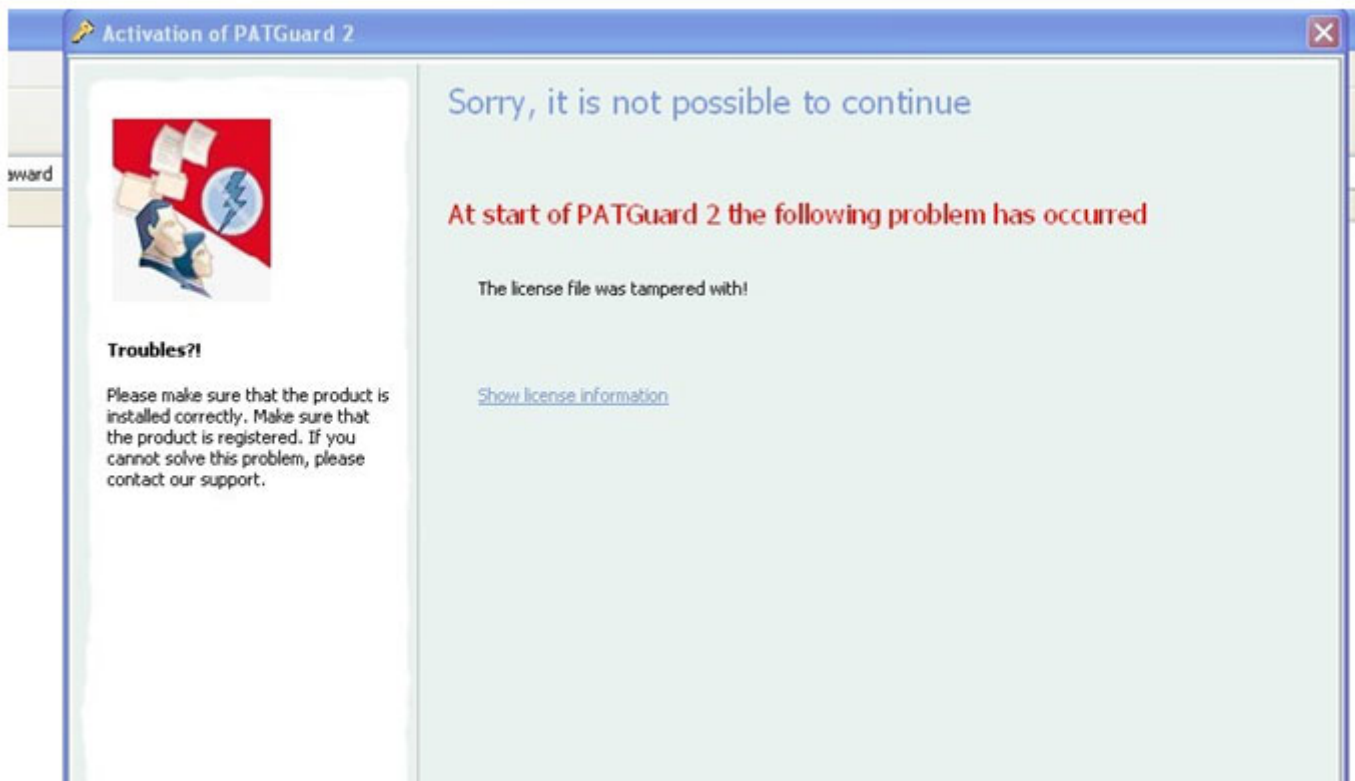 Activation of PATGuard 2
Sorry, it is not possible to continue
award
At start of PATGuard 2 the following problem has occurred
The license file was tampered with!
Troubles?!
Please make sure that the product is
installed correctly. Make sure that
the product is registered. If you
cannot solve this problem, please
contact our support.
Show license information